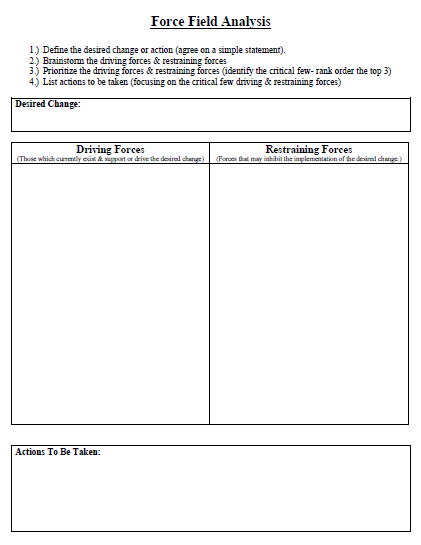 Force Field Analysis
1.) Define the desired change or action (agree on a simple statement).
2.) Brainstorm the driving forces & restraining forces
3.) Prioritize the driving forces & restraining forces (identify the critical few- rank order the top 3)
4.) List actions to be taken (focusing on the critical few driving & restraining forces)
Desired Change:
Driving Forces
(Those which currently exist & support or drive the desired change)
Restraining Forces
(Forces that may inhibit the implementation of the desired change.)
Actions To Be Taken: